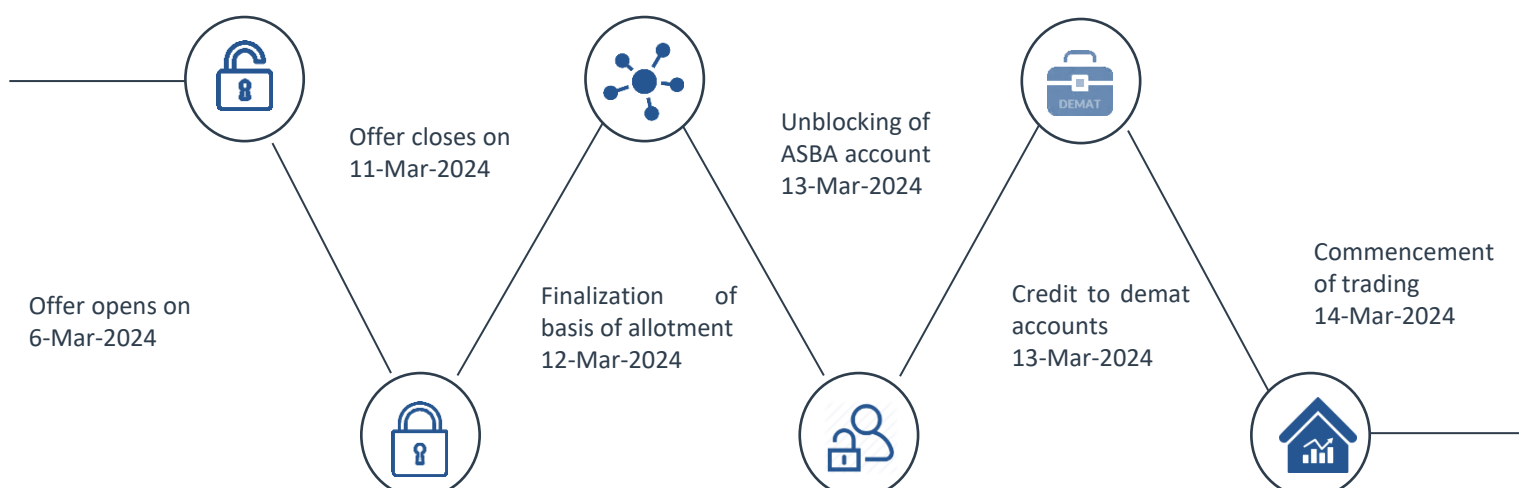 Offer opens on
6-Mar-2024
Offer closes on
11-Mar-2024
Finalization of
basis of allotment
12-Mar-2024
Unblocking of
ASBA account
13-Mar-2024
DEMAT
Credit to demat
accounts
13-Mar-2024
Commencement
of trading
14-Mar-2024